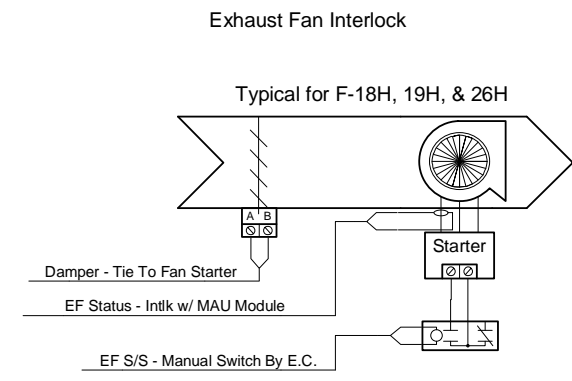 Exhaust Fan Interlock
Typical for F-18H, 19H, & 26H
A B
Starter
Damper - Tie To Fan Starter
EF Status - Intlk w/ MAU Module
EF S/S - Manual Switch By E.C.